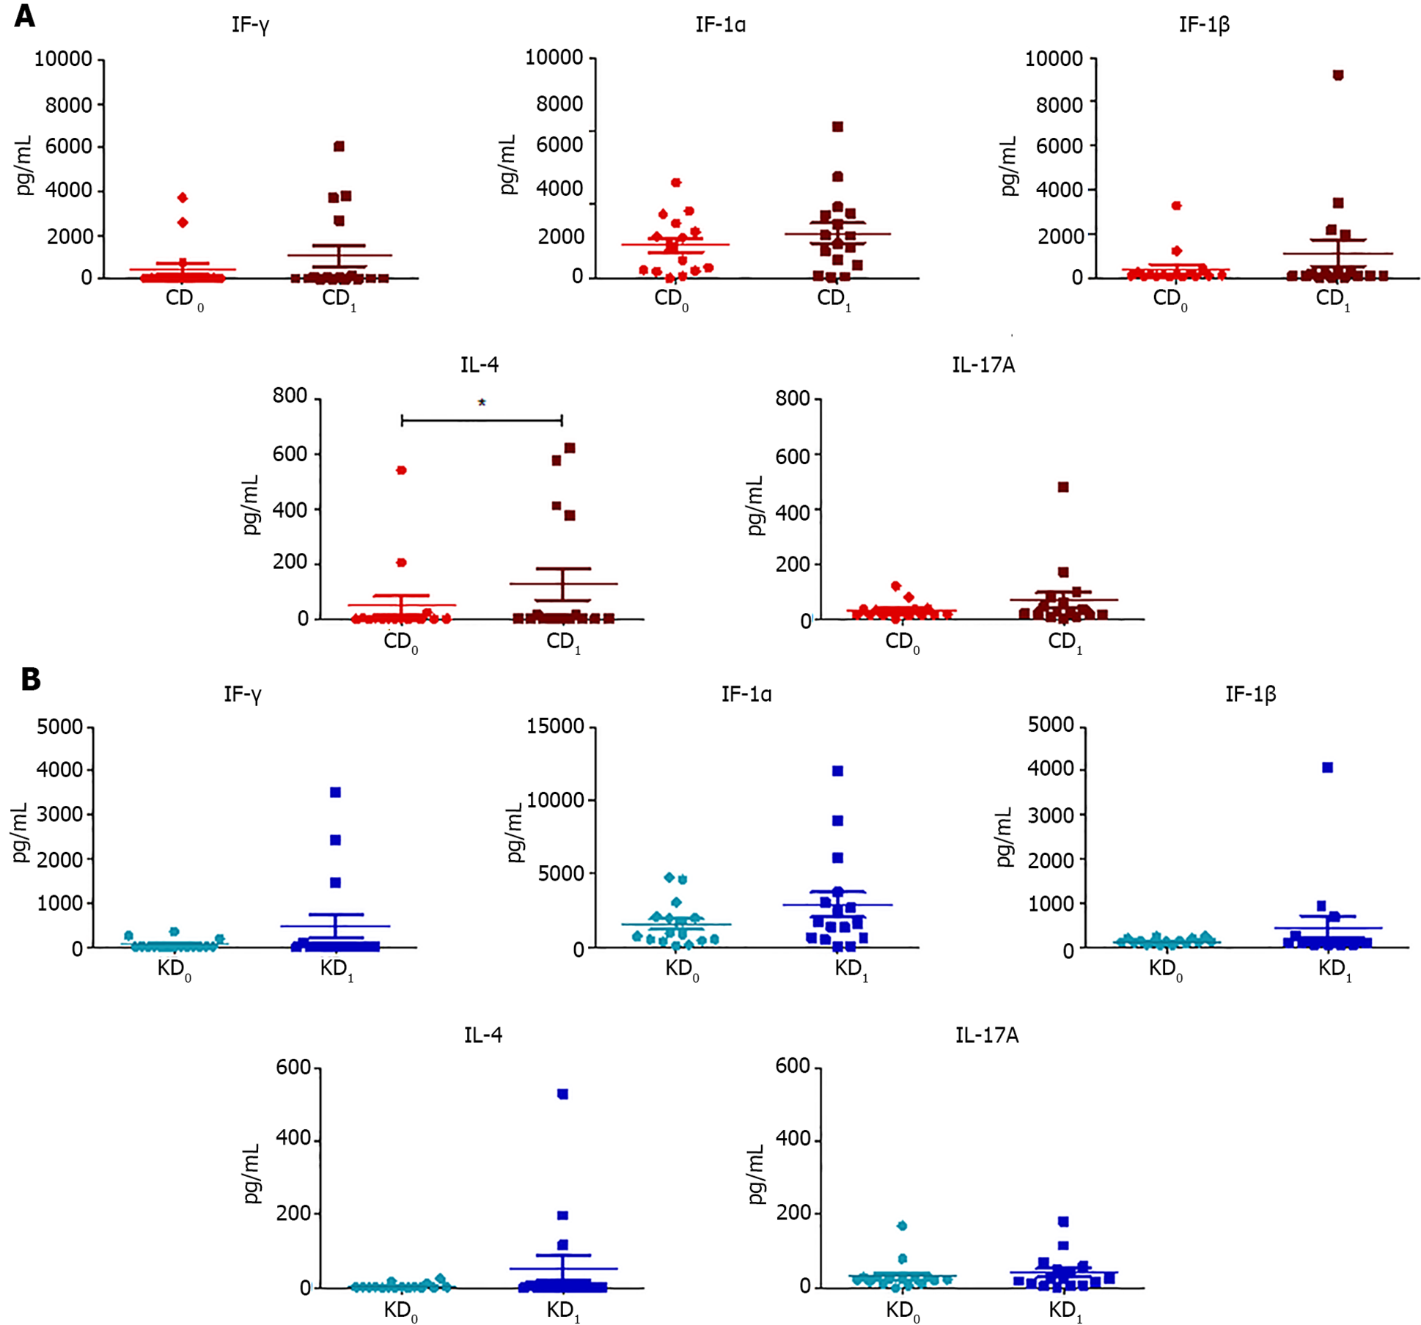 A
IF-γ
IF-1α
IF-1β
10000
8000
6000
4000
2000
0
pg/mL
CD0
CD1
10000
8000
6000
4000
2000
0
pg/mL
CD0
CD1
10000
8000
6000
4000
2000
0
pg/mL
CD0
CD1
IL-4
IL-17A
800
600
400
200
0
pg/mL
*
CD0
CD1
800
600
400
200
0
pg/mL
CD0
CD1
B
IF-γ
IF-1α
IF-1β
5000
4000
3000
2000
1000
0
pg/mL
KD0
KD1
15000
10000
5000
0
pg/mL
KD0
KD1
5000
4000
3000
2000
1000
0
pg/mL
KD0
KD1
IL-4
IL-17A
600
400
200
0
pg/mL
KD0
KD1
600
400
200
0
pg/mL
KD0
KD1